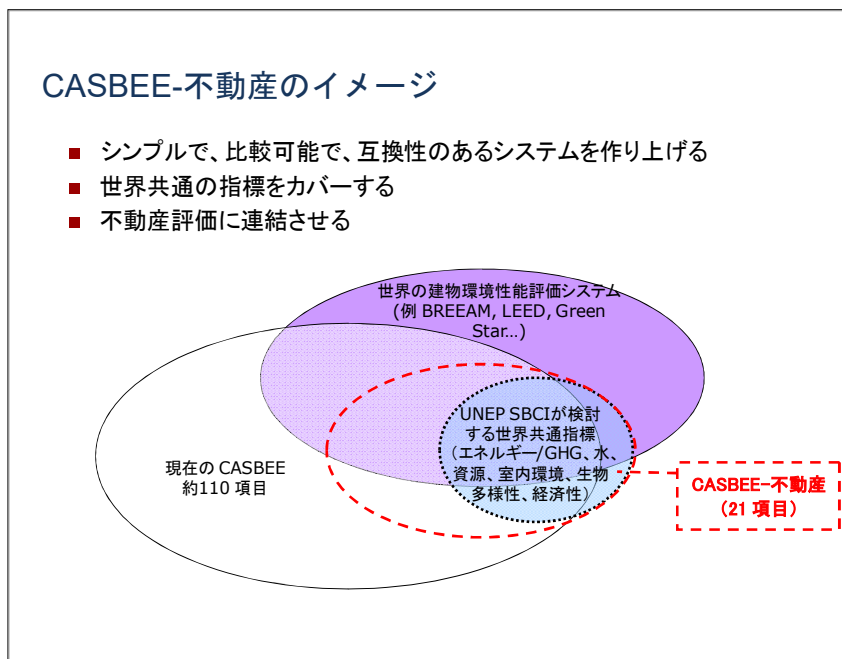 CASBEE-不動産のイメージ
■ シンプルで、比較可能で、互換性のあるシステムを作り上げる
■ 世界共通の指標をカバーする
■ 不動産評価に連結させる
世界の建物環境性能評価システム
(例 BREEAM, LEED, Green
Star…)
UNEP SBCIが検討
する世界共通指標
(エネルギー/GHG、水、
資源、室内環境、生物
多様性、経済性)
現在の CASBEE
約110 項目
CASBEE-不動産
(21 項目)